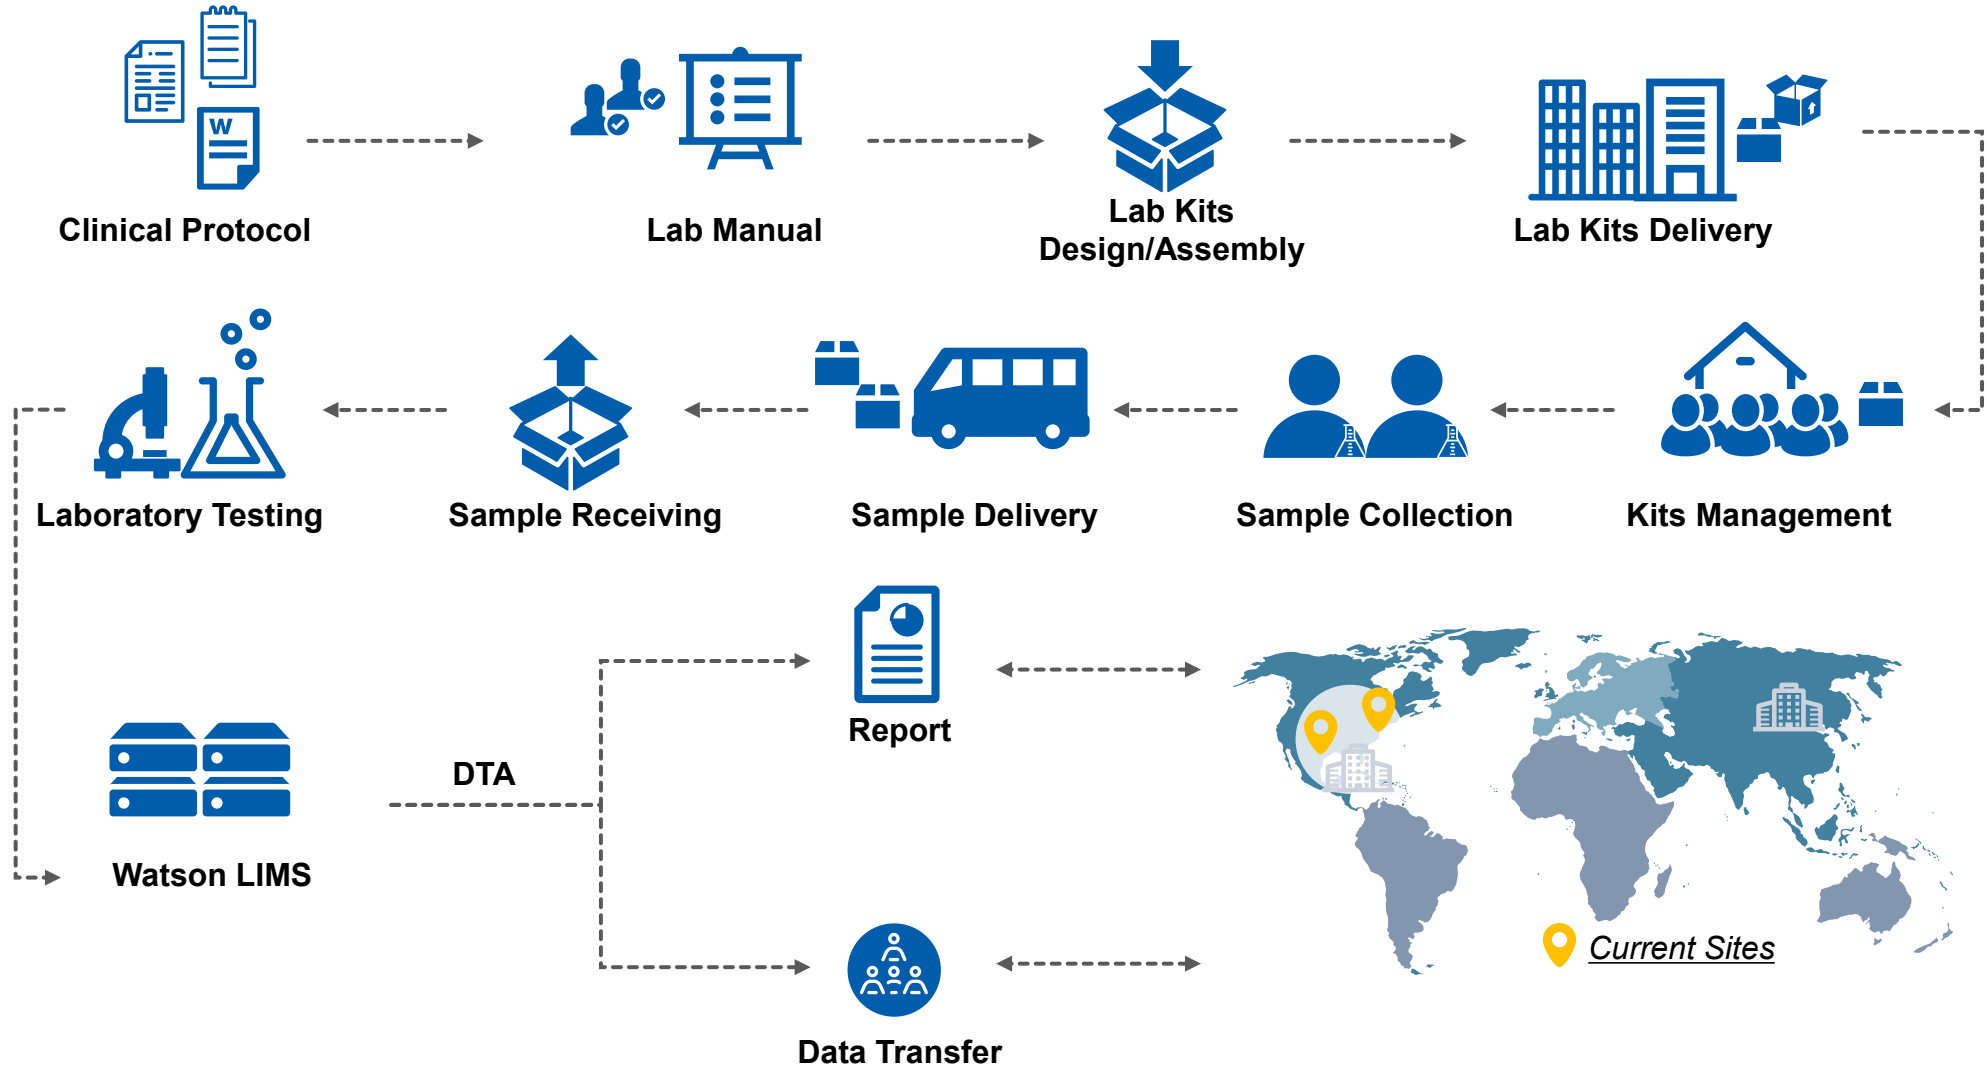 W
Clinical Protocol
Lab Manual
Lab Kits
Design/Assembly
Lab Kits Delivery
Laboratory Testing
Sample Receiving
Sample Delivery
Sample Collection
Kits Management
Watson LIMS
DTA
Report
Data Transfer
Current Sites